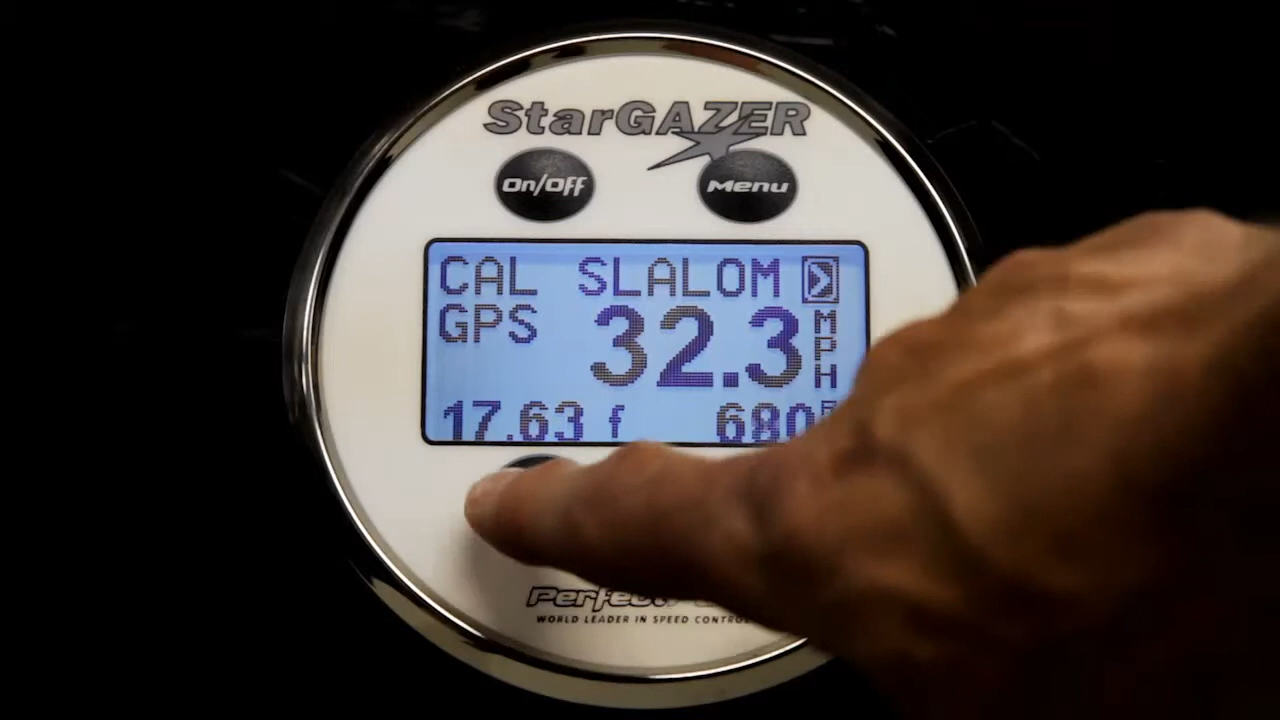 StarGAZER
On/Off
Menu
CAL SLALOM
GPS 32.3 MPH
17.63 f 680
WORLD LEADER IN SPEED CONTROL